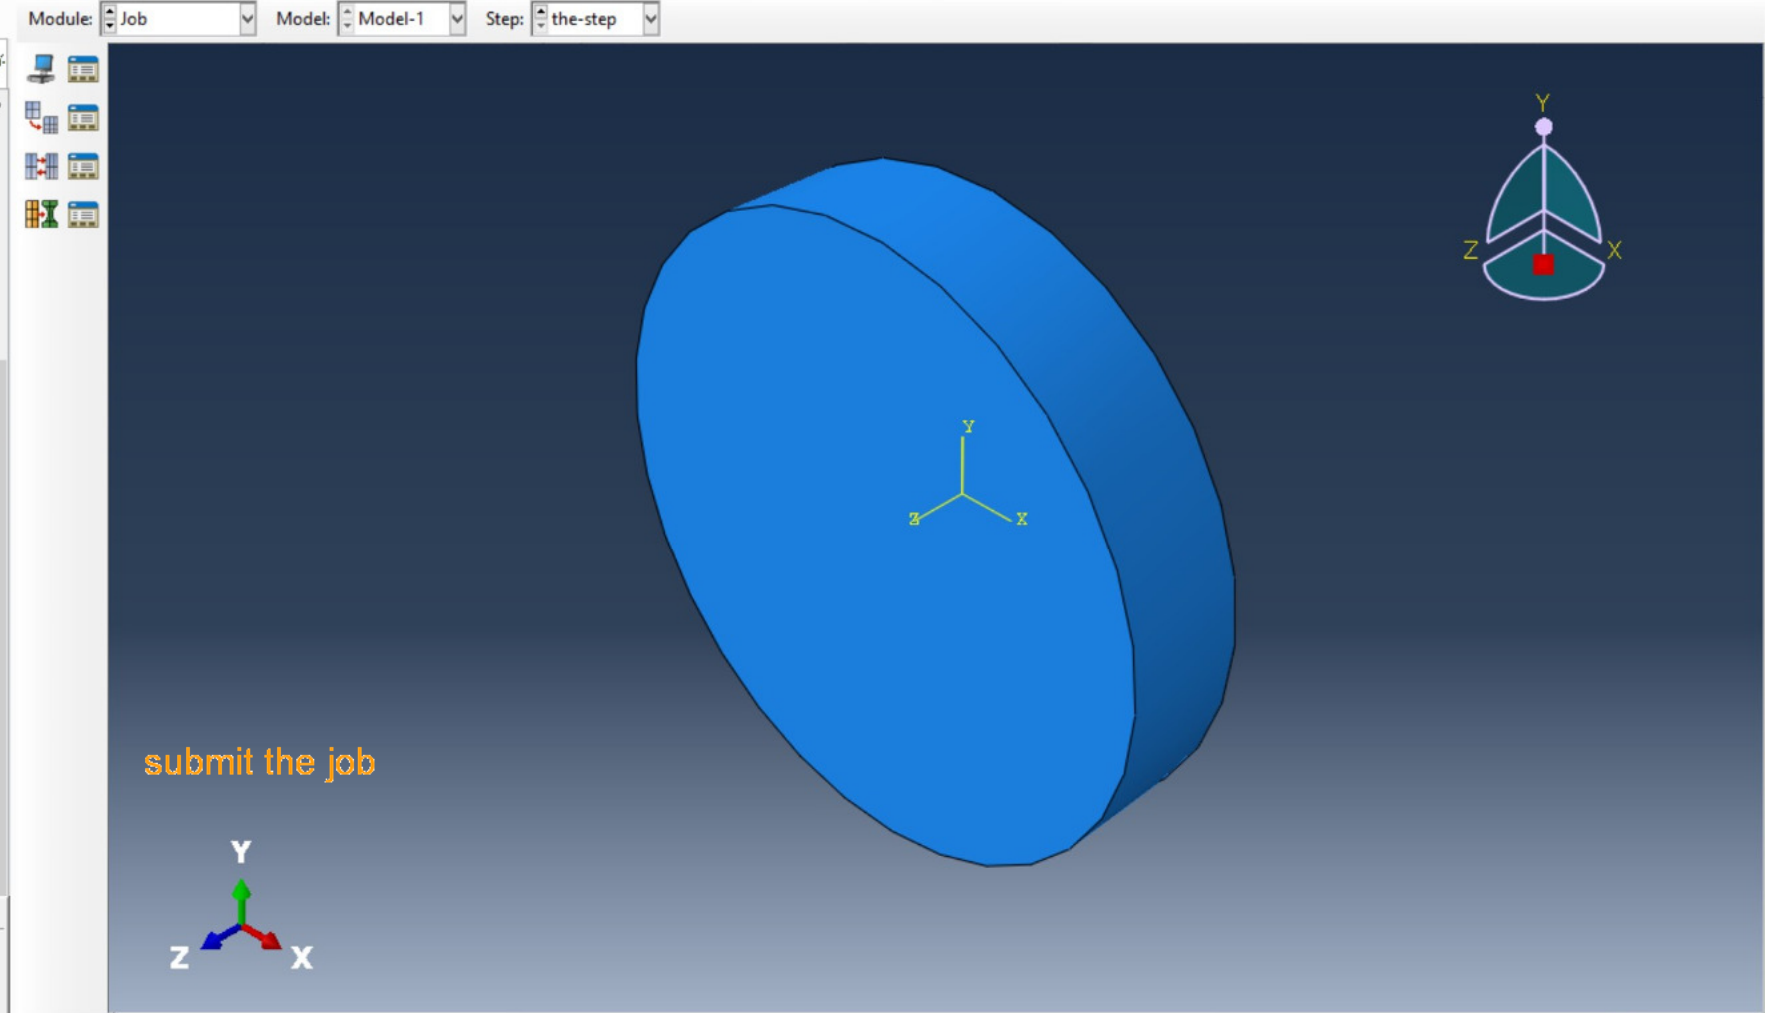 Module: Job Model: Model-1 Step: the-step
Y
Z X
Y
Z X
submit the job
Y
Z X